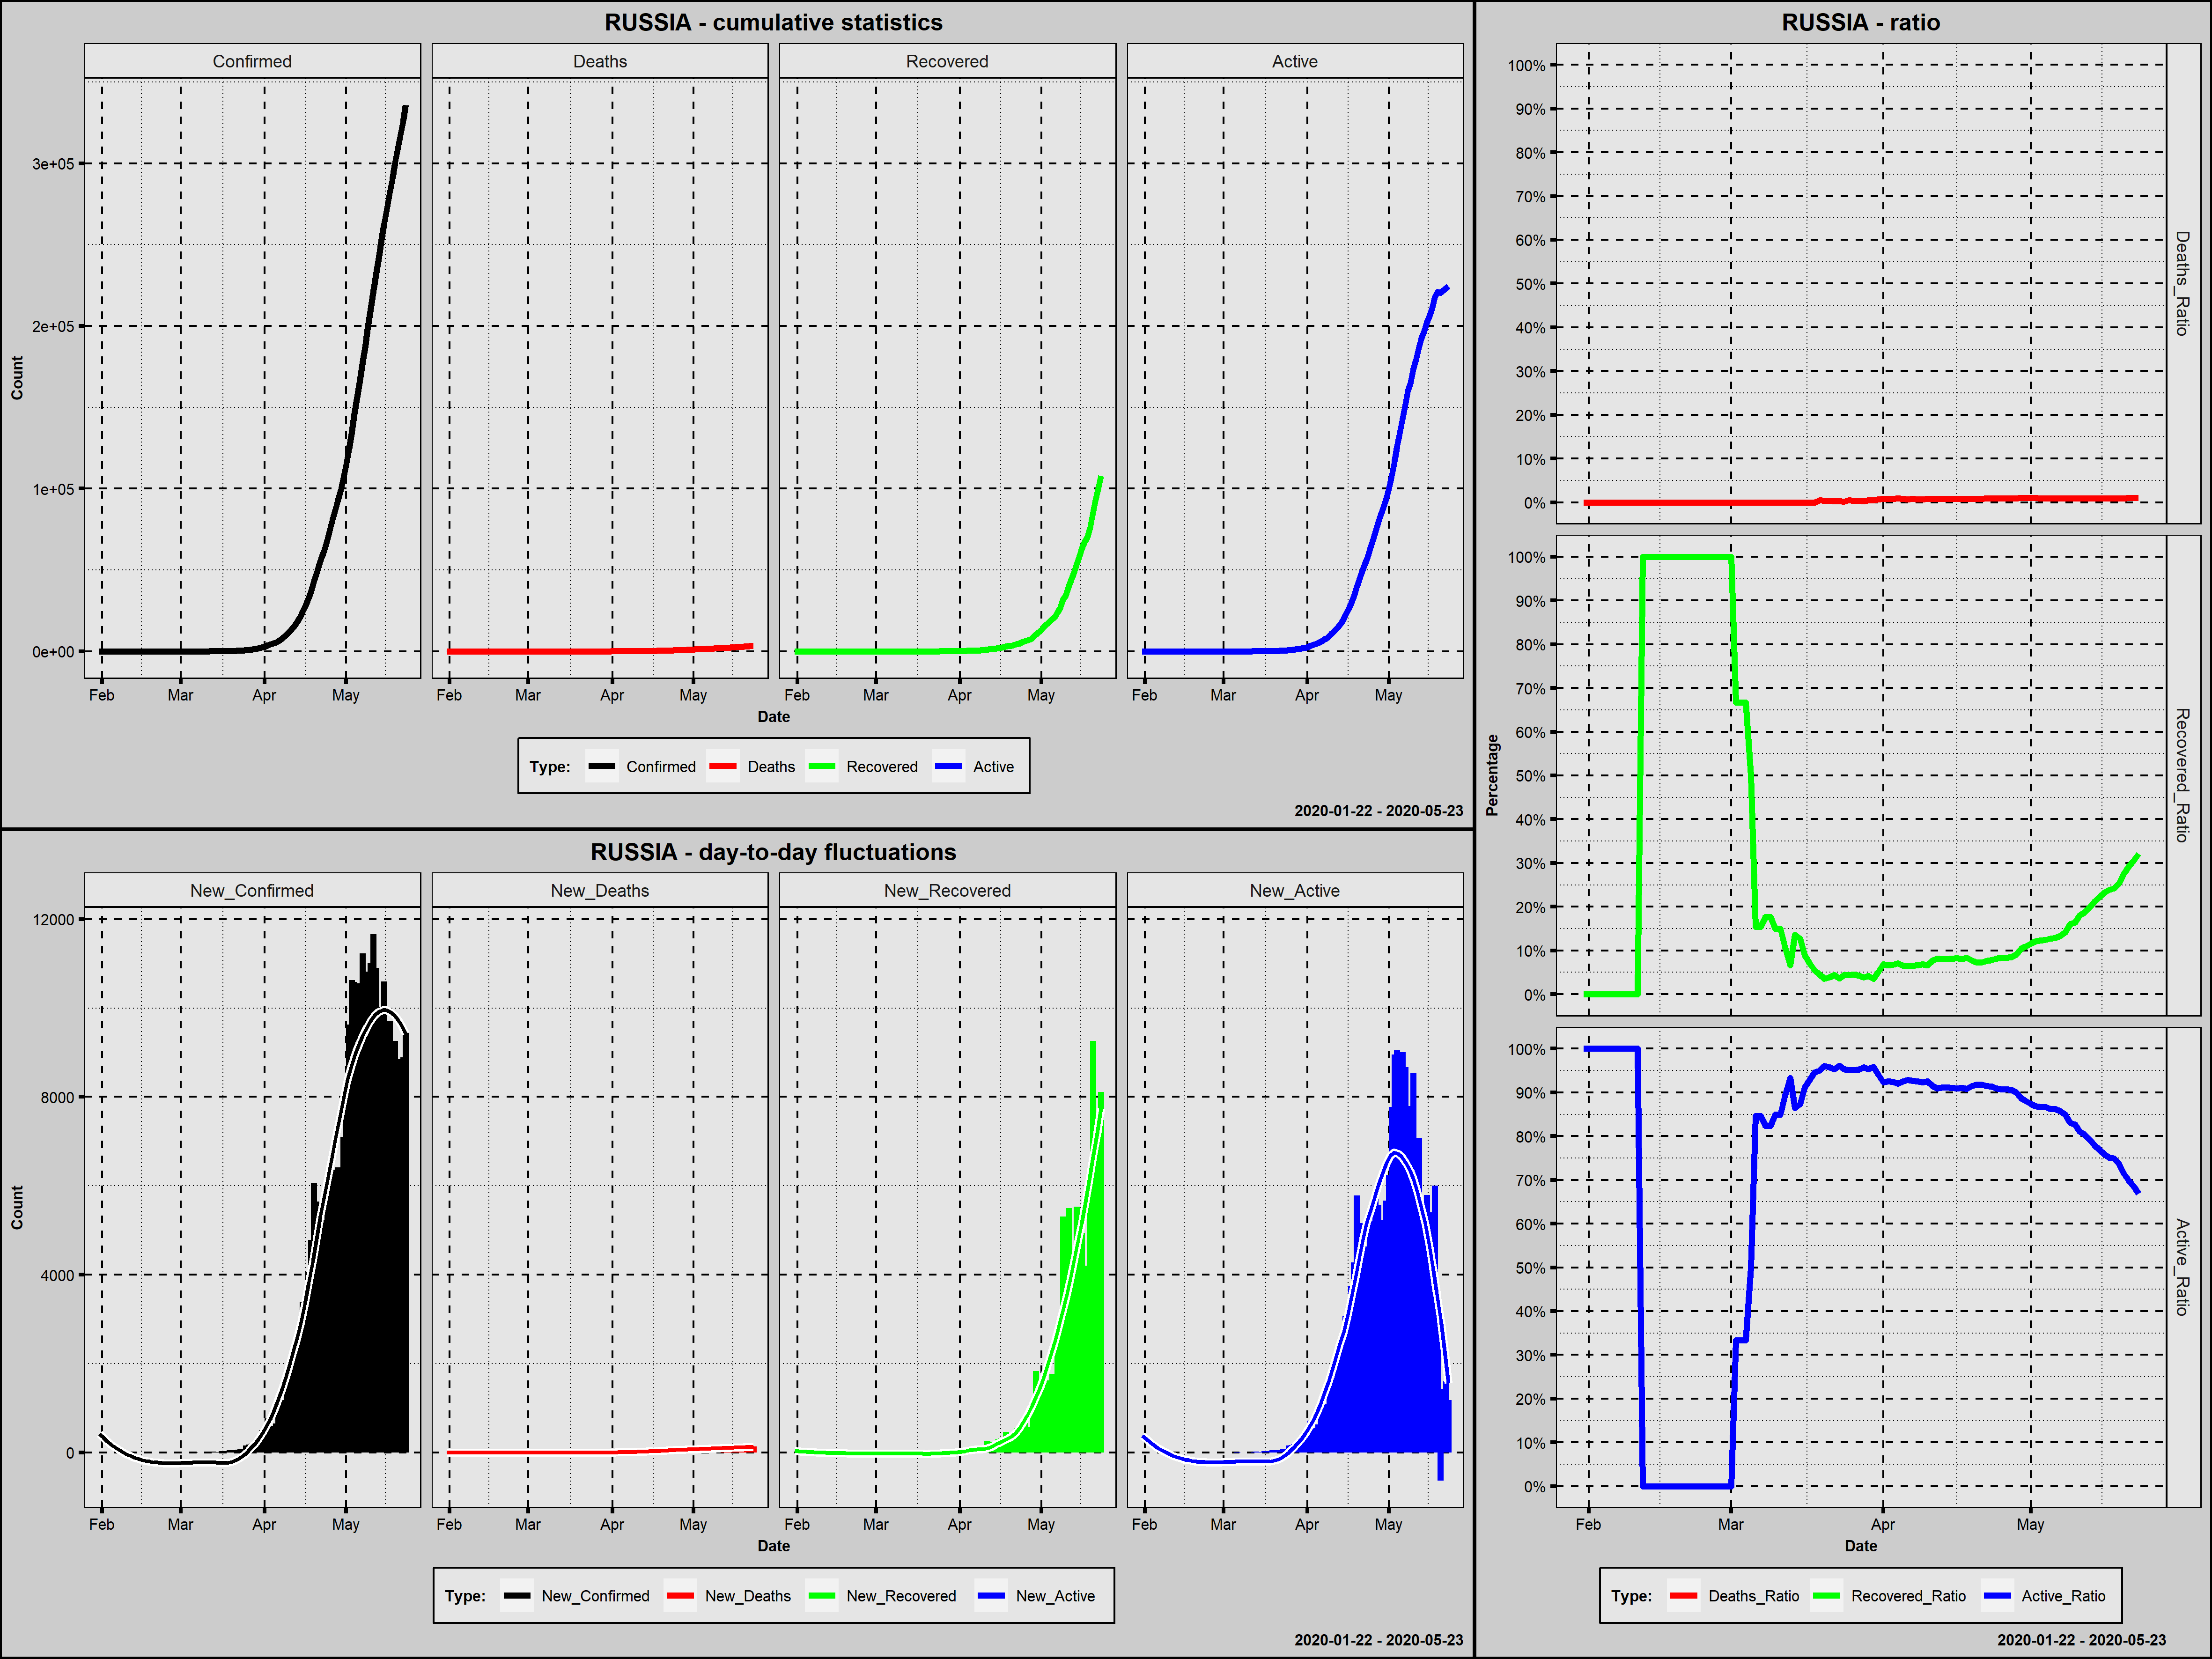 RUSSIA - cumulative statistics
Confirmed Deaths Recovered Active
Count
3e+05
2e+05
1e+05
0e+00
Feb Mar Apr May Feb Mar Apr May Feb Mar Apr May Feb Mar Apr May
Date
Type: Confirmed Deaths Recovered Active
2020-01-22 - 2020-05-23
RUSSIA - day-to-day fluctuations
New_Confirmed New_Deaths New_Recovered New_Active
Count
12000
8000
4000
0
Feb Mar Apr May Feb Mar Apr May Feb Mar Apr May Feb Mar Apr May
Date
Type: New_Confirmed New_Deaths New_Recovered New_Active
2020-01-22 - 2020-05-23
RUSSIA - ratio
Percentage
100%
90%
80%
70%
60%
50%
40%
30%
20%
10%
0%
Deaths_Ratio
100%
90%
80%
70%
60%
50%
40%
30%
20%
10%
0%
Recovered_Ratio
100%
90%
80%
70%
60%
50%
40%
30%
20%
10%
0%
Active_Ratio
Feb Mar Apr May
Date
Type: Deaths_Ratio Recovered_Ratio Active_Ratio
2020-01-22 - 2020-05-23